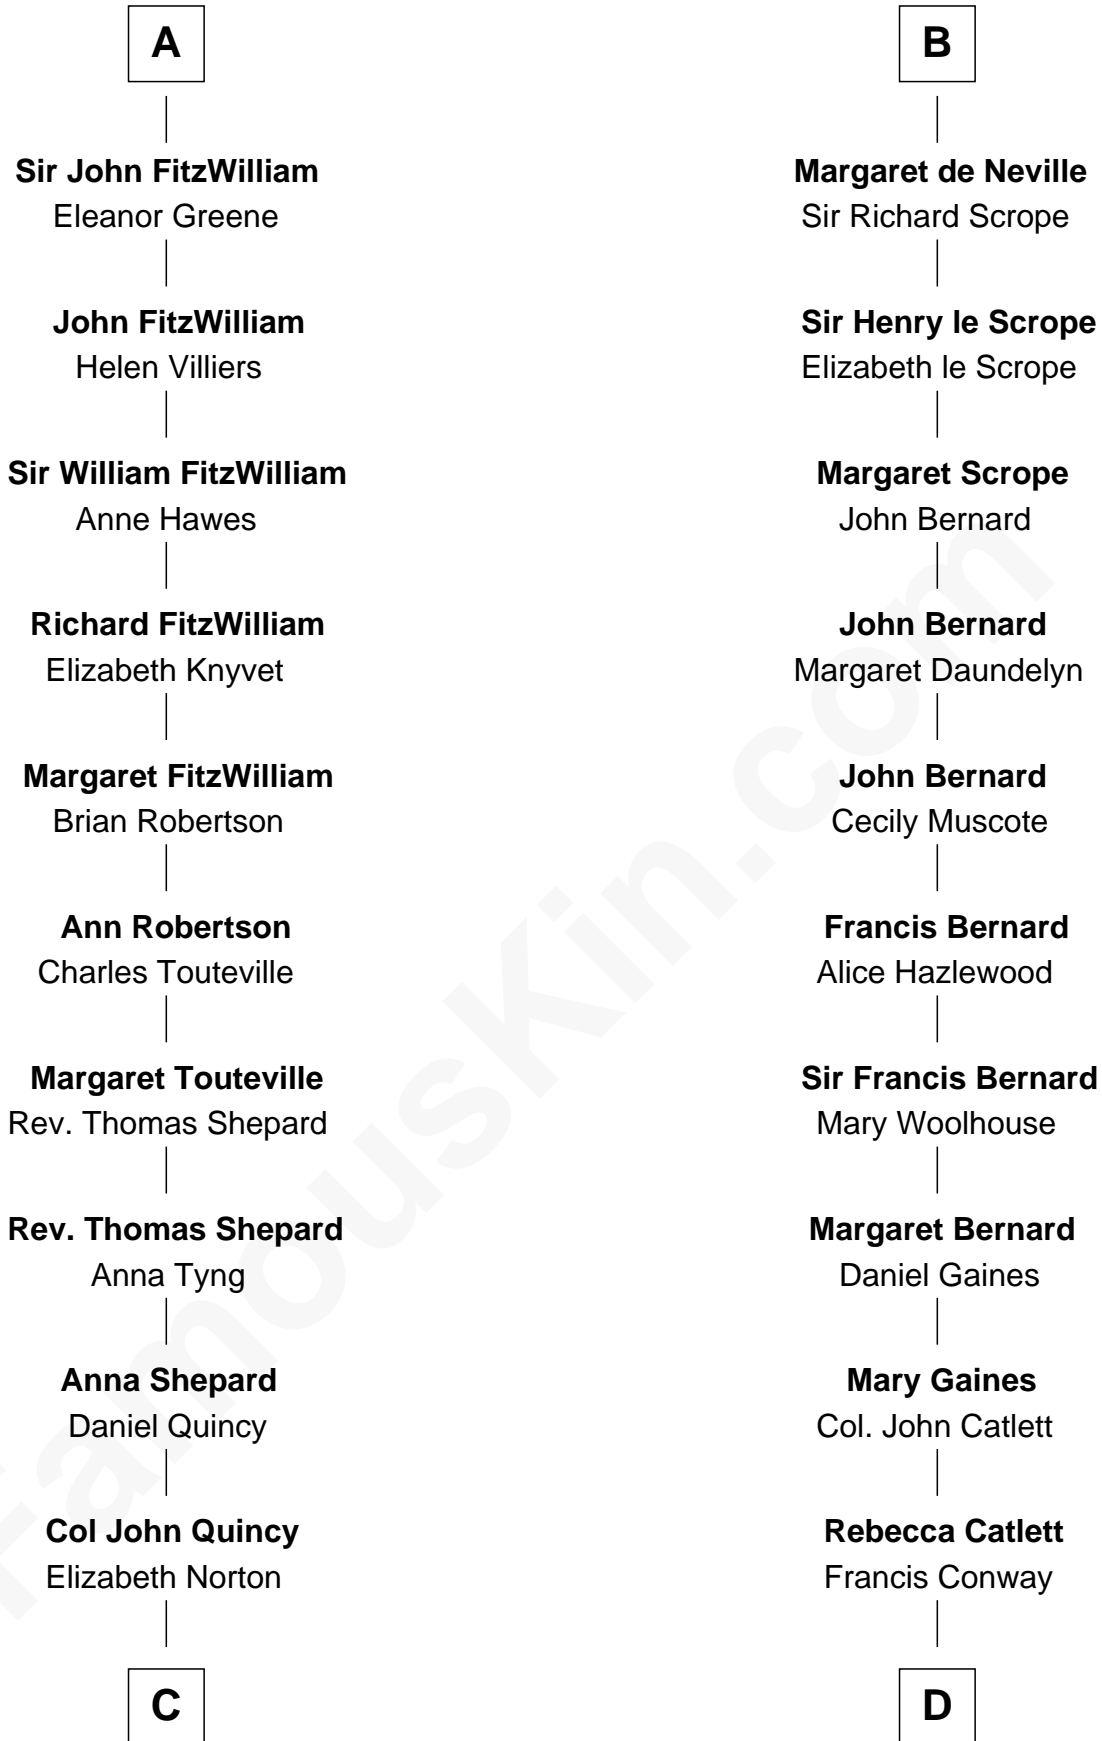 A
Sir John FitzWilliam
Eleanor Greene
John FitzWilliam
Helen Villiers
Sir William FitzWilliam
Anne Hawes
Richard FitzWilliam
Elizabeth Knyvet
Margaret FitzWilliam
Brian Robertson
Ann Robertson
Charles Touteville
Margaret Touteville
Rev. Thomas Shepard
Rev. Thomas Shepard
Anna Tyng
Anna Shepard
Daniel Quincy
Col John Quincy
Elizabeth Norton
C
B
Margaret de Neville
Sir Richard Scrope
Sir Henry le Scrope
Elizabeth le Scrope
Margaret Scrope
John Bernard
John Bernard
Margaret Daundelyn
John Bernard
Cecily Muscote
Francis Bernard
Alice Hazlewood
Sir Francis Bernard
Mary Woolhouse
Margaret Bernard
Daniel Gaines
Mary Gaines
Col. John Catlett
Rebecca Catlett
Francis Conway
D
FamousKin.com